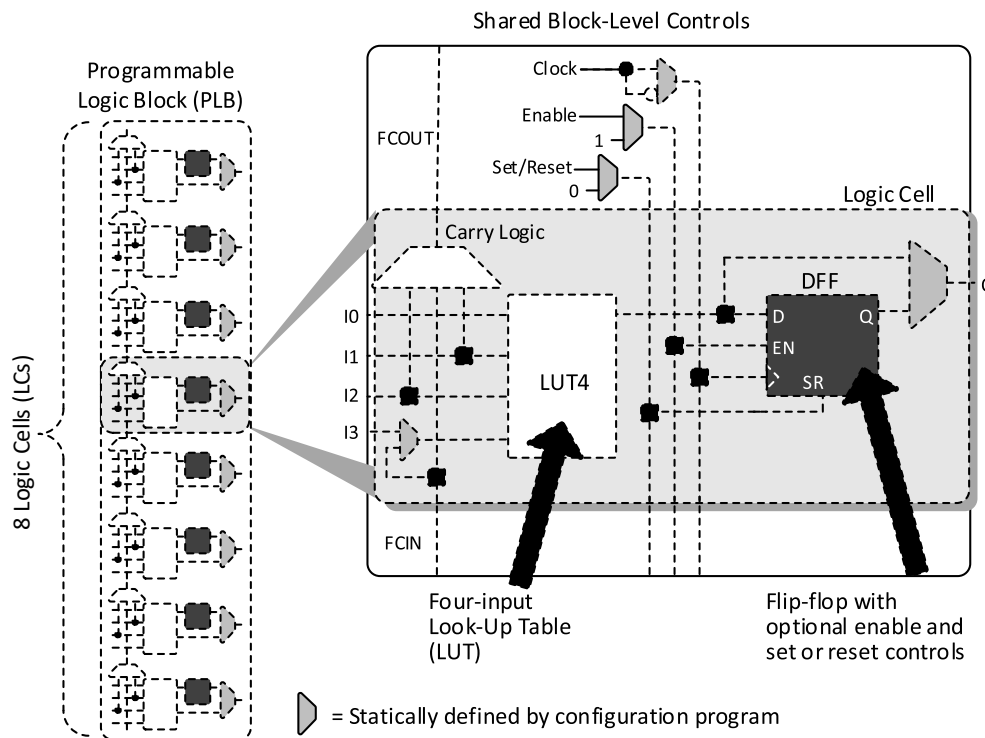 Shared Block-Level Controls
Programmable
Logic Block (PLB)
Clock
Enable
1
FCOUT
Set/Reset
0
Logic Cell
Carry Logic
DFF
I0
D
Q
I1
EN
LUT4
SR
I2
I3
8 Logic Cells (LCs)
FCIN
Four-input
Look-Up Table
(LUT)
Flip-flop with
optional enable and
set or reset controls
= Statically defined by configuration program